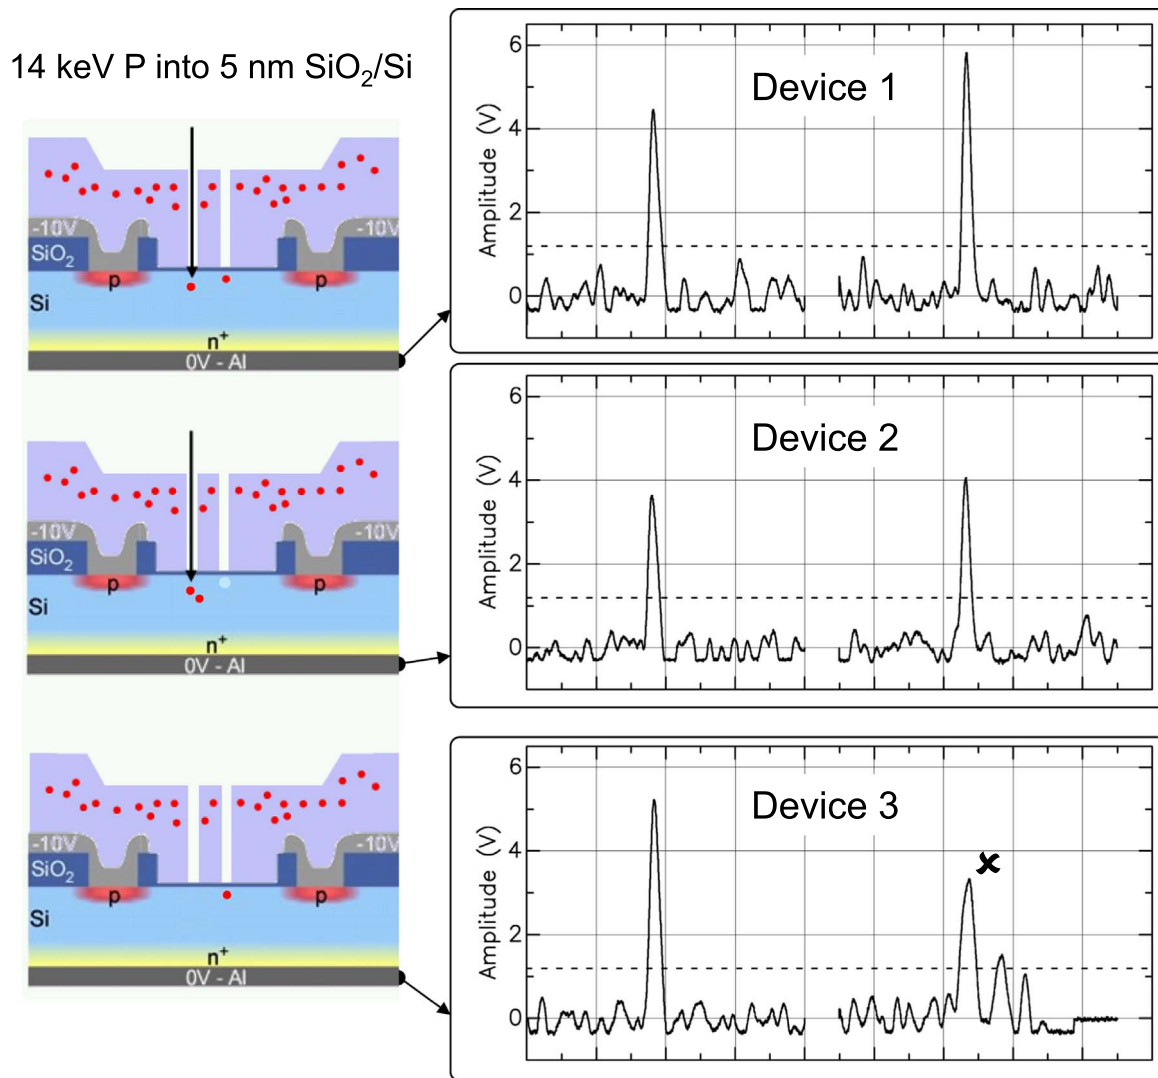 14 keV P into 5 nm SiO₂/Si
-10V
-10V
SiO₂
p
p
Si
n⁺
0V - Al
Device 1
Amplitude (V)
6
4
2
0
-10V
-10V
SiO₂
p
p
Si
n⁺
0V - Al
Device 2
Amplitude (V)
6
4
2
0
-10V
-10V
SiO₂
p
p
Si
n⁺
0V - Al
Device 3
Amplitude (V)
6
4
2
0